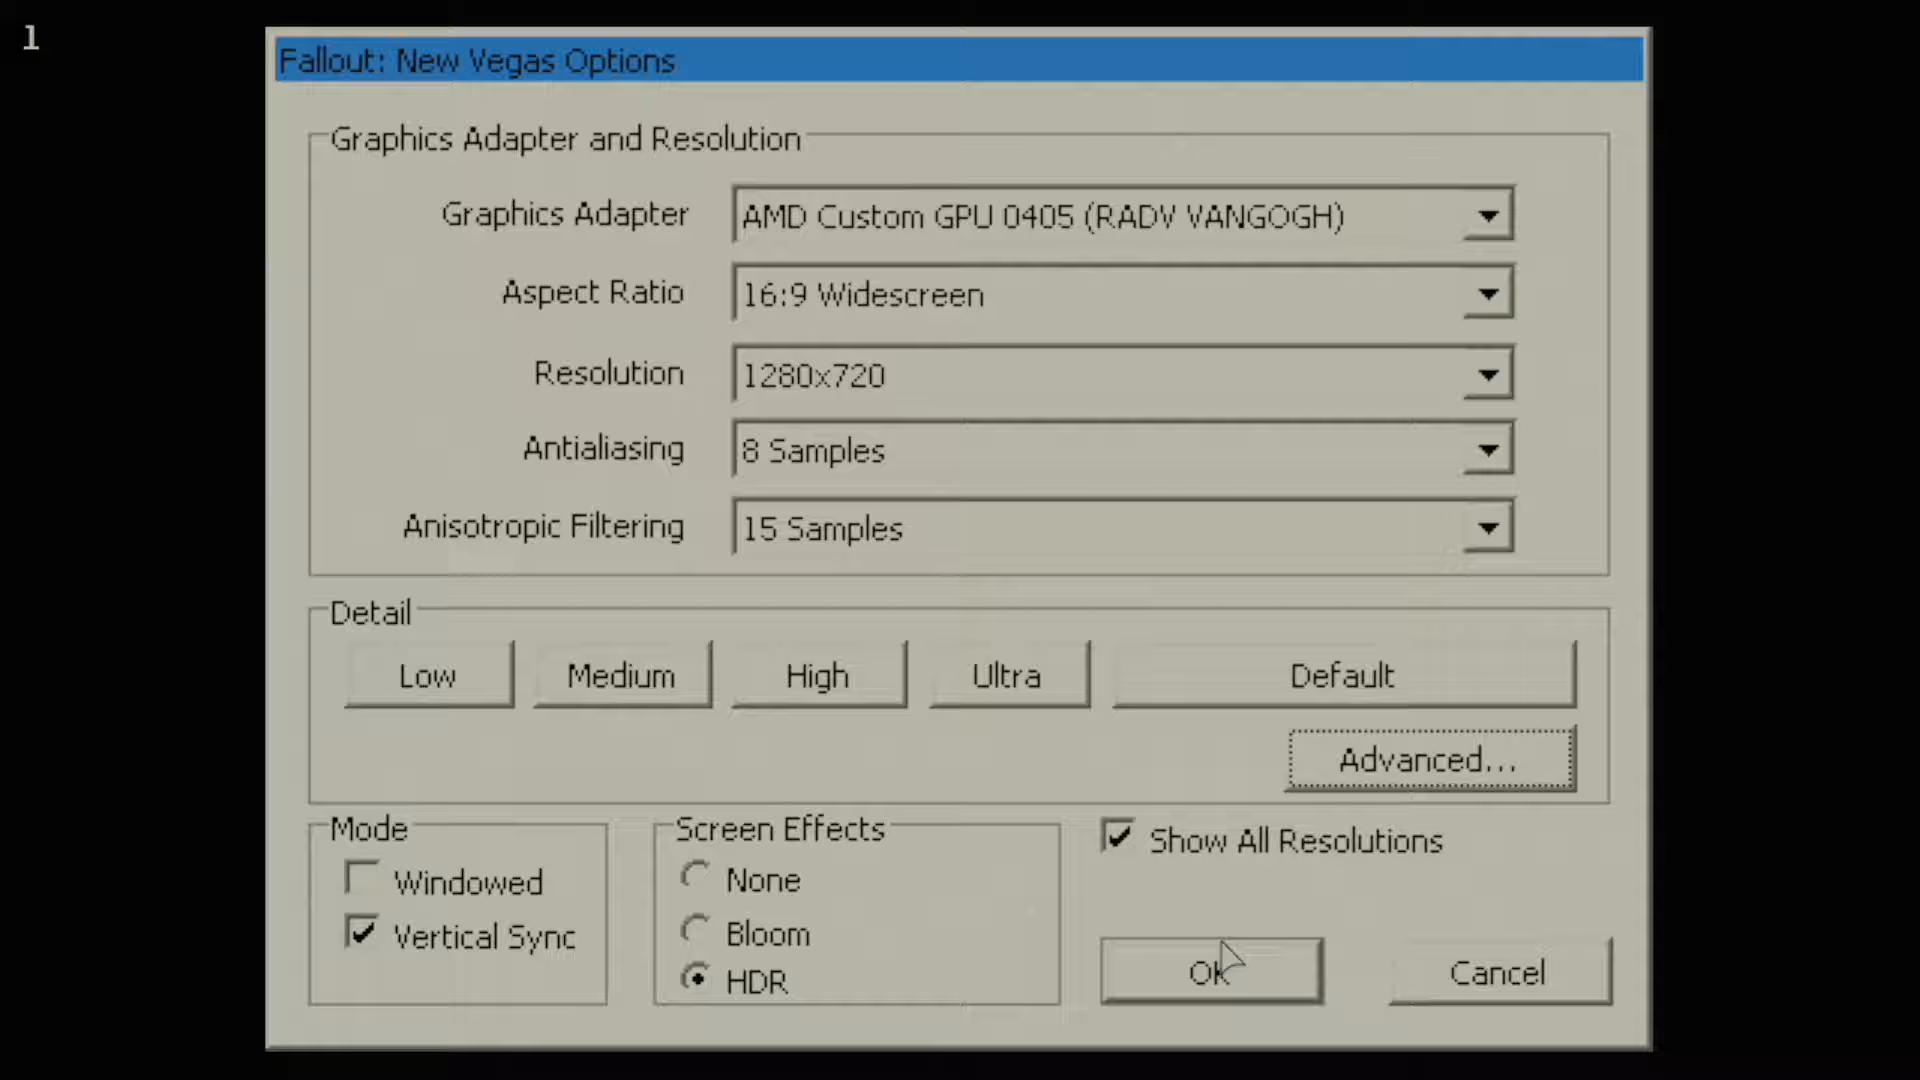 1
Fallout: New Vegas Options
Graphics Adapter and Resolution
Graphics Adapter
AMD Custom GPU 0405 (RADV VANGOGH)
Aspect Ratio
16:9 Widescreen
Resolution
1280x720
Antialiasing
8 Samples
Anisotropic Filtering
15 Samples
Detail
Low
Medium
High
Ultra
Default
Advanced...
Mode
Windowed
Vertical Sync
Screen Effects
None
Bloom
HDR
Show All Resolutions
OK
Cancel